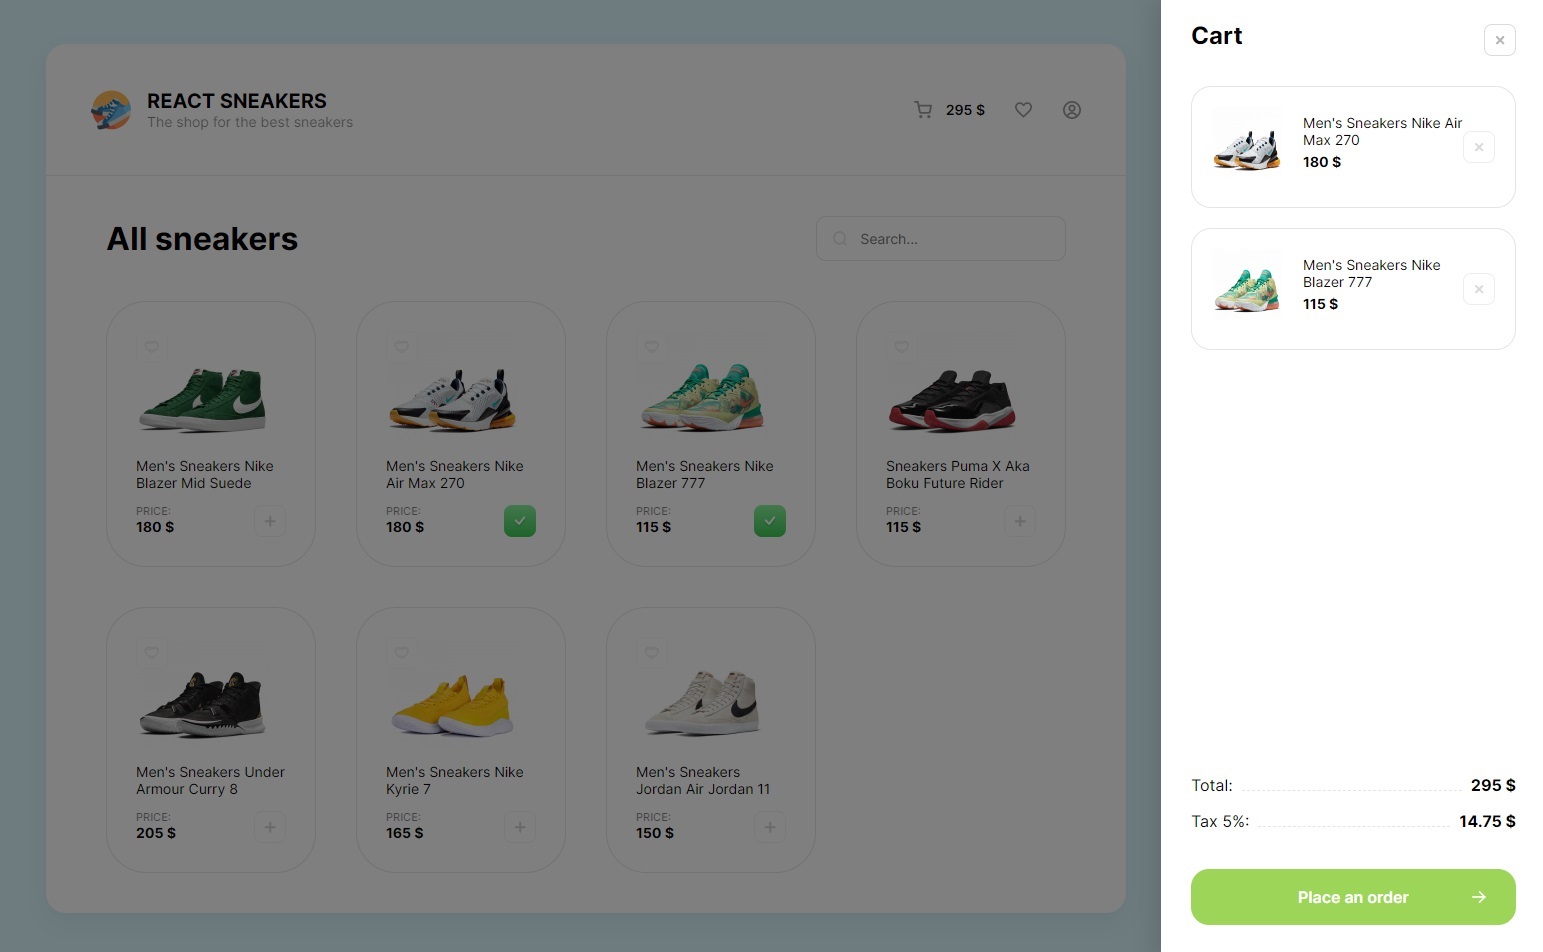 REACT SNEAKERS
The shop for the best sneakers
295 $
All sneakers
Search...
Men's Sneakers Nike
Blazer Mid Suede
PRICE:
180 $
Men's Sneakers Nike
Air Max 270
PRICE:
180 $
Men's Sneakers Nike
Blazer 777
PRICE:
115 $
Sneakers Puma X Aka
Boku Future Rider
PRICE:
115 $
Men's Sneakers Under
Armour Curry 8
PRICE:
205 $
Men's Sneakers Nike
Kyrie 7
PRICE:
165 $
Men's Sneakers
Jordan Air Jordan 11
PRICE:
150 $
Cart
Men's Sneakers Nike Air
Max 270
180 $
Men's Sneakers Nike
Blazer 777
115 $
Total: 295 $
Tax 5%: 14.75 $
Place an order